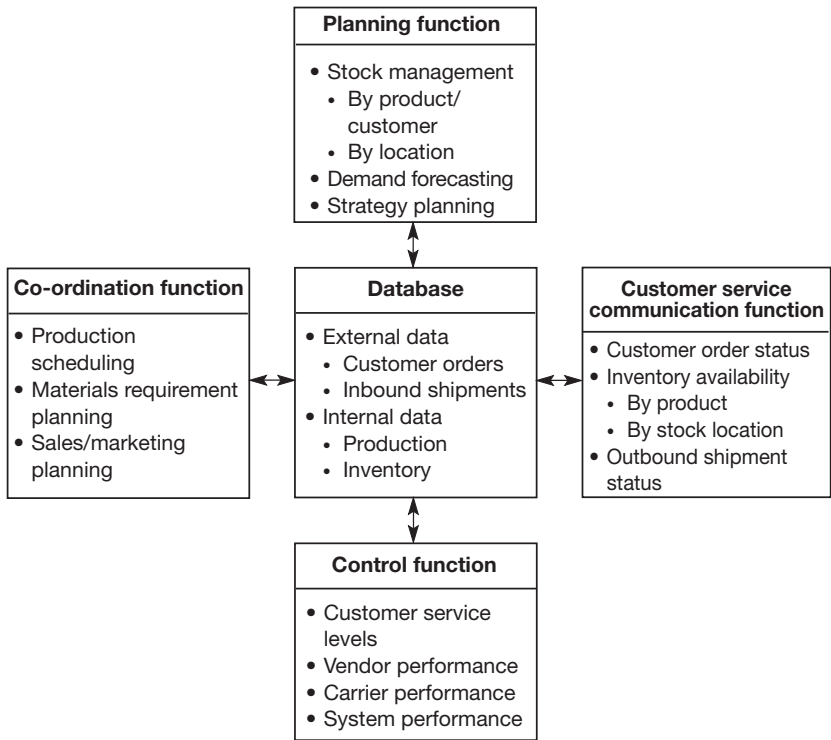 Planning function
• Stock management
• By product/
customer
• By location
• Demand forecasting
• Strategy planning
Co-ordination function
• Production
scheduling
• Materials requirement
planning
• Sales/marketing
planning
Database
• External data
• Customer orders
• Inbound shipments
• Internal data
• Production
• Inventory
Customer service
communication function
• Customer order status
• Inventory availability
• By product
• By stock location
• Outbound shipment
status
Control function
• Customer service
levels
• Vendor performance
• Carrier performance
• System performance